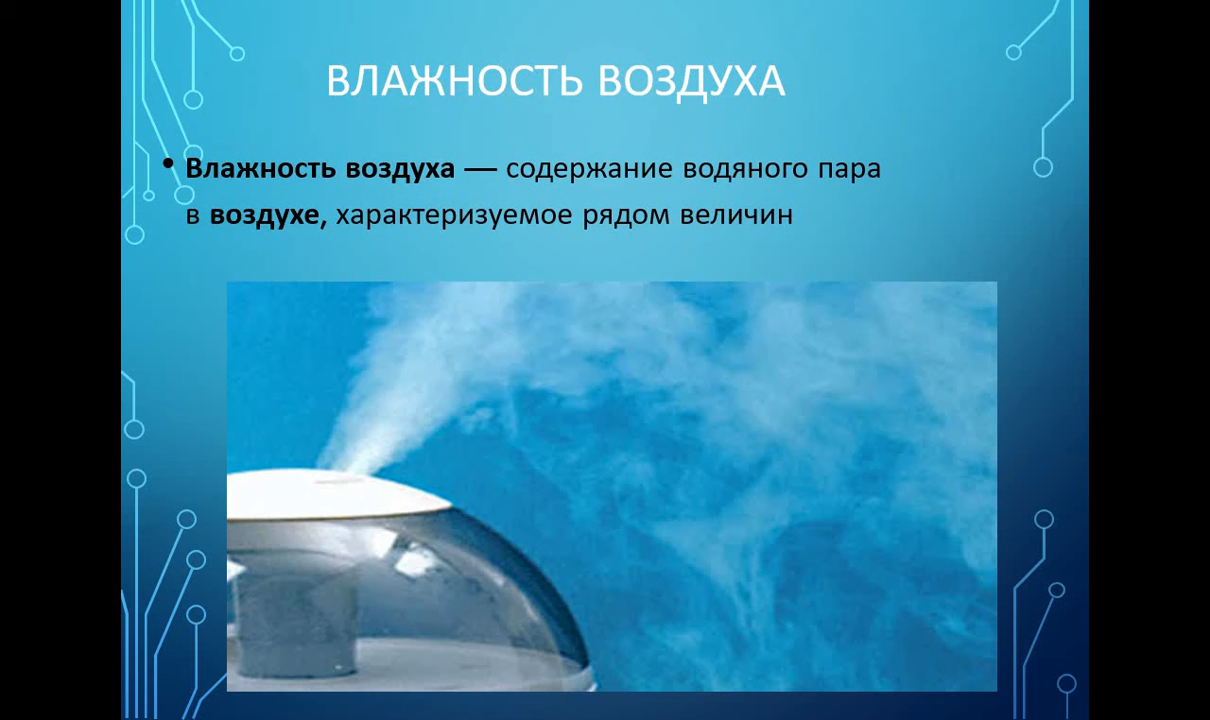 ВЛАЖНОСТЬ ВОЗДУХА
• Влажность воздуха — содержание водяного пара
в воздухе, характеризуемое рядом величин